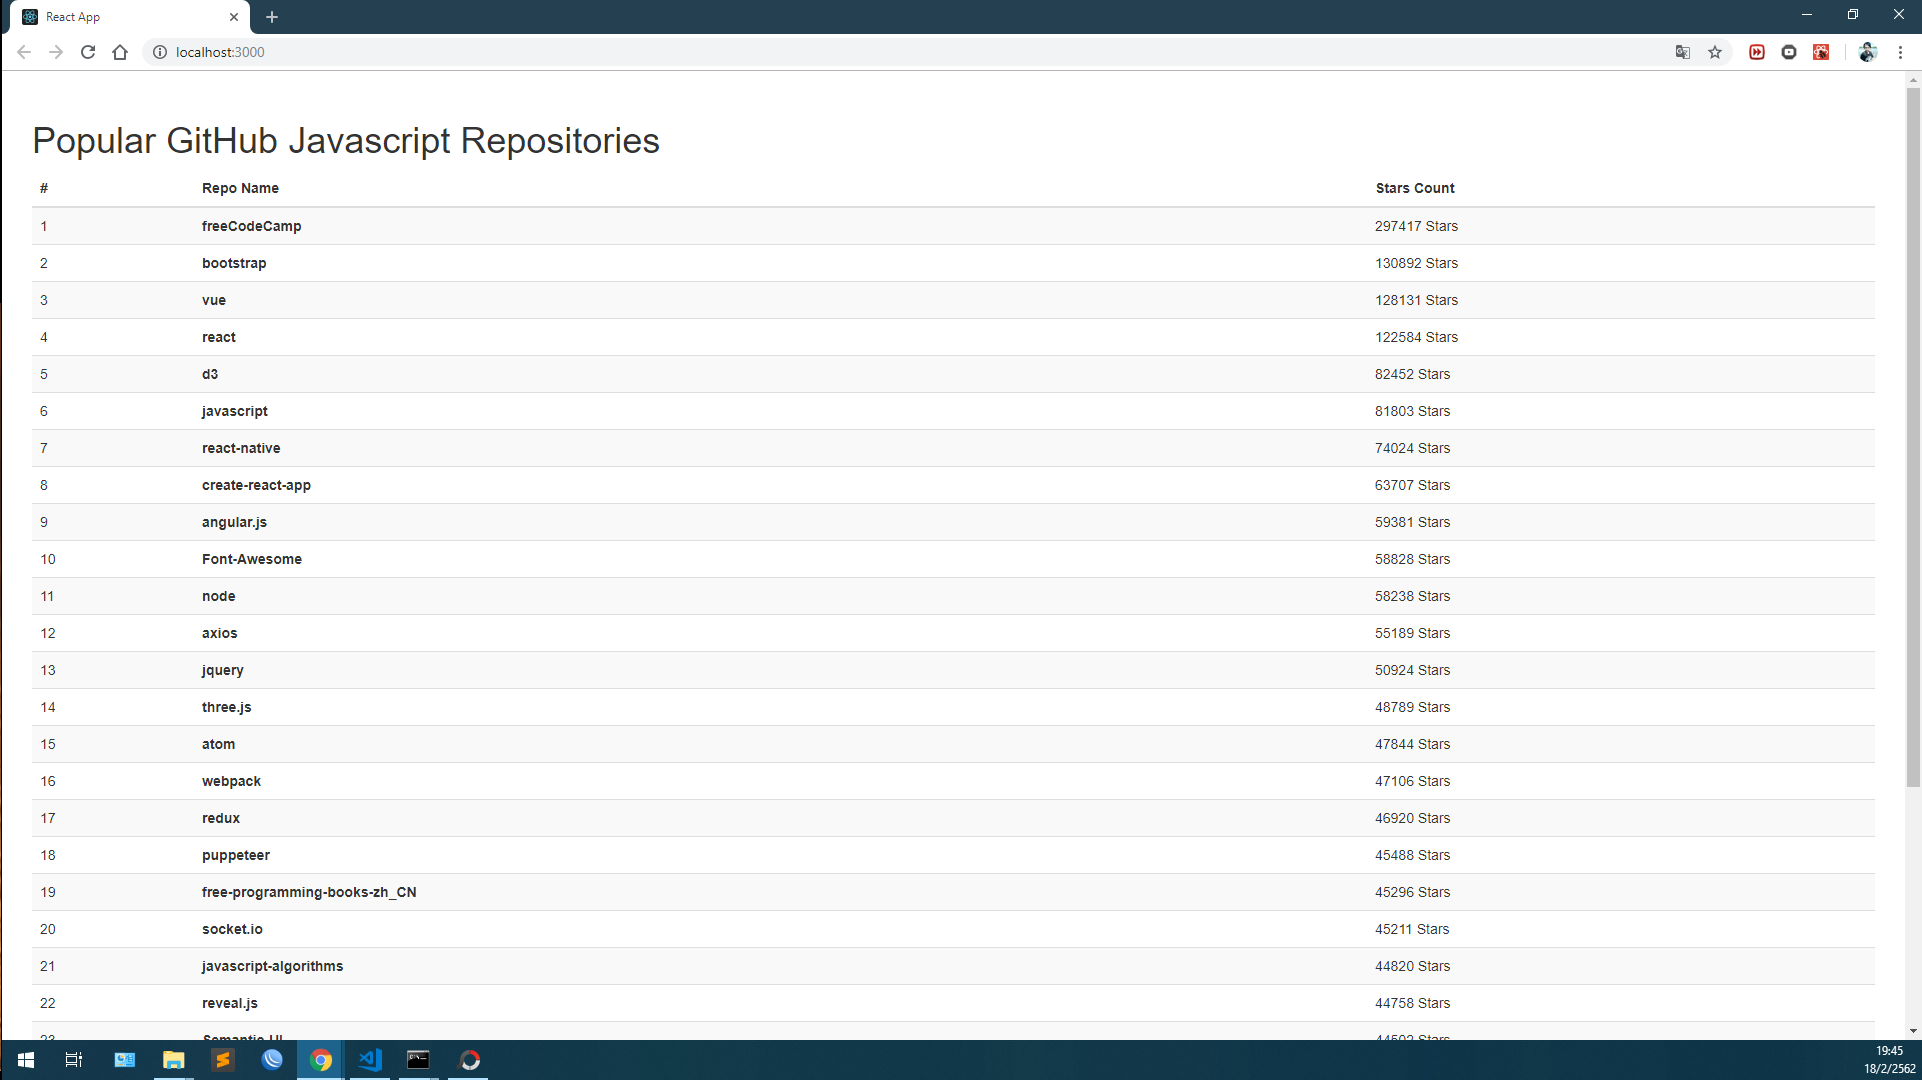 React App
localhost:3000
Popular GitHub Javascript Repositories
# Repo Name Stars Count
1 freeCodeCamp 297417 Stars
2 bootstrap 130892 Stars
3 vue 128131 Stars
4 react 122584 Stars
5 d3 82452 Stars
6 javascript 81803 Stars
7 react-native 74024 Stars
8 create-react-app 63707 Stars
9 angular.js 59381 Stars
10 Font-Awesome 58828 Stars
11 node 58238 Stars
12 axios 55189 Stars
13 jquery 50924 Stars
14 three.js 48789 Stars
15 atom 47844 Stars
16 webpack 47106 Stars
17 redux 46920 Stars
18 puppeteer 45488 Stars
19 free-programming-books-zh_CN 45296 Stars
20 socket.io 45211 Stars
21 javascript-algorithms 44820 Stars
22 reveal.js 44758 Stars
23 Semantic-UI 44502 Stars
19:45
18/2/2562